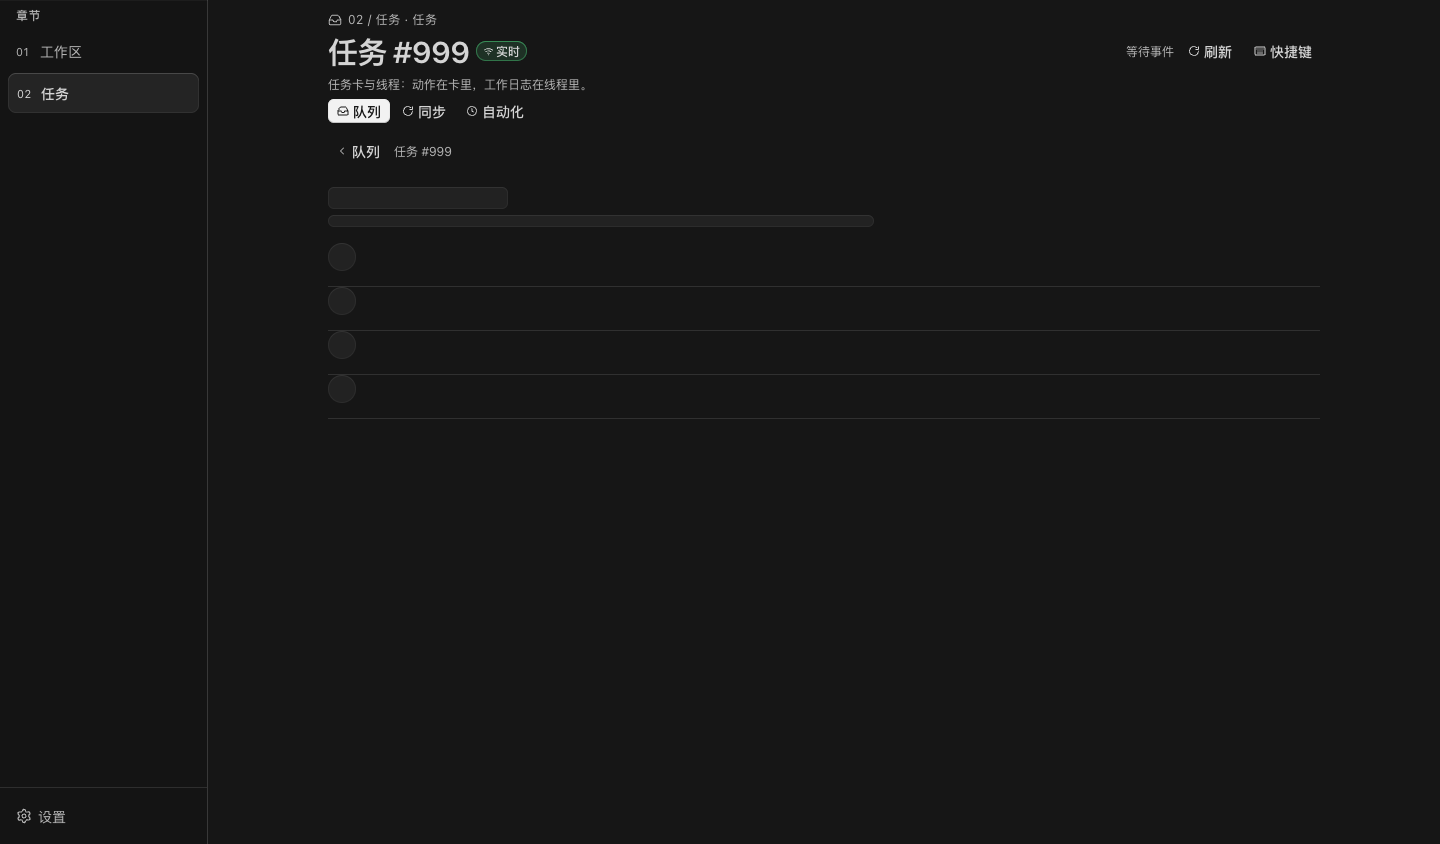 章节
01 工作区
02 任务
设置
02 / 任务 · 任务
任务 #999 实时
等待事件 刷新 快捷键
任务卡与线程：动作在卡里，工作日志在线程里。
队列 同步 自动化
队列 任务 #999